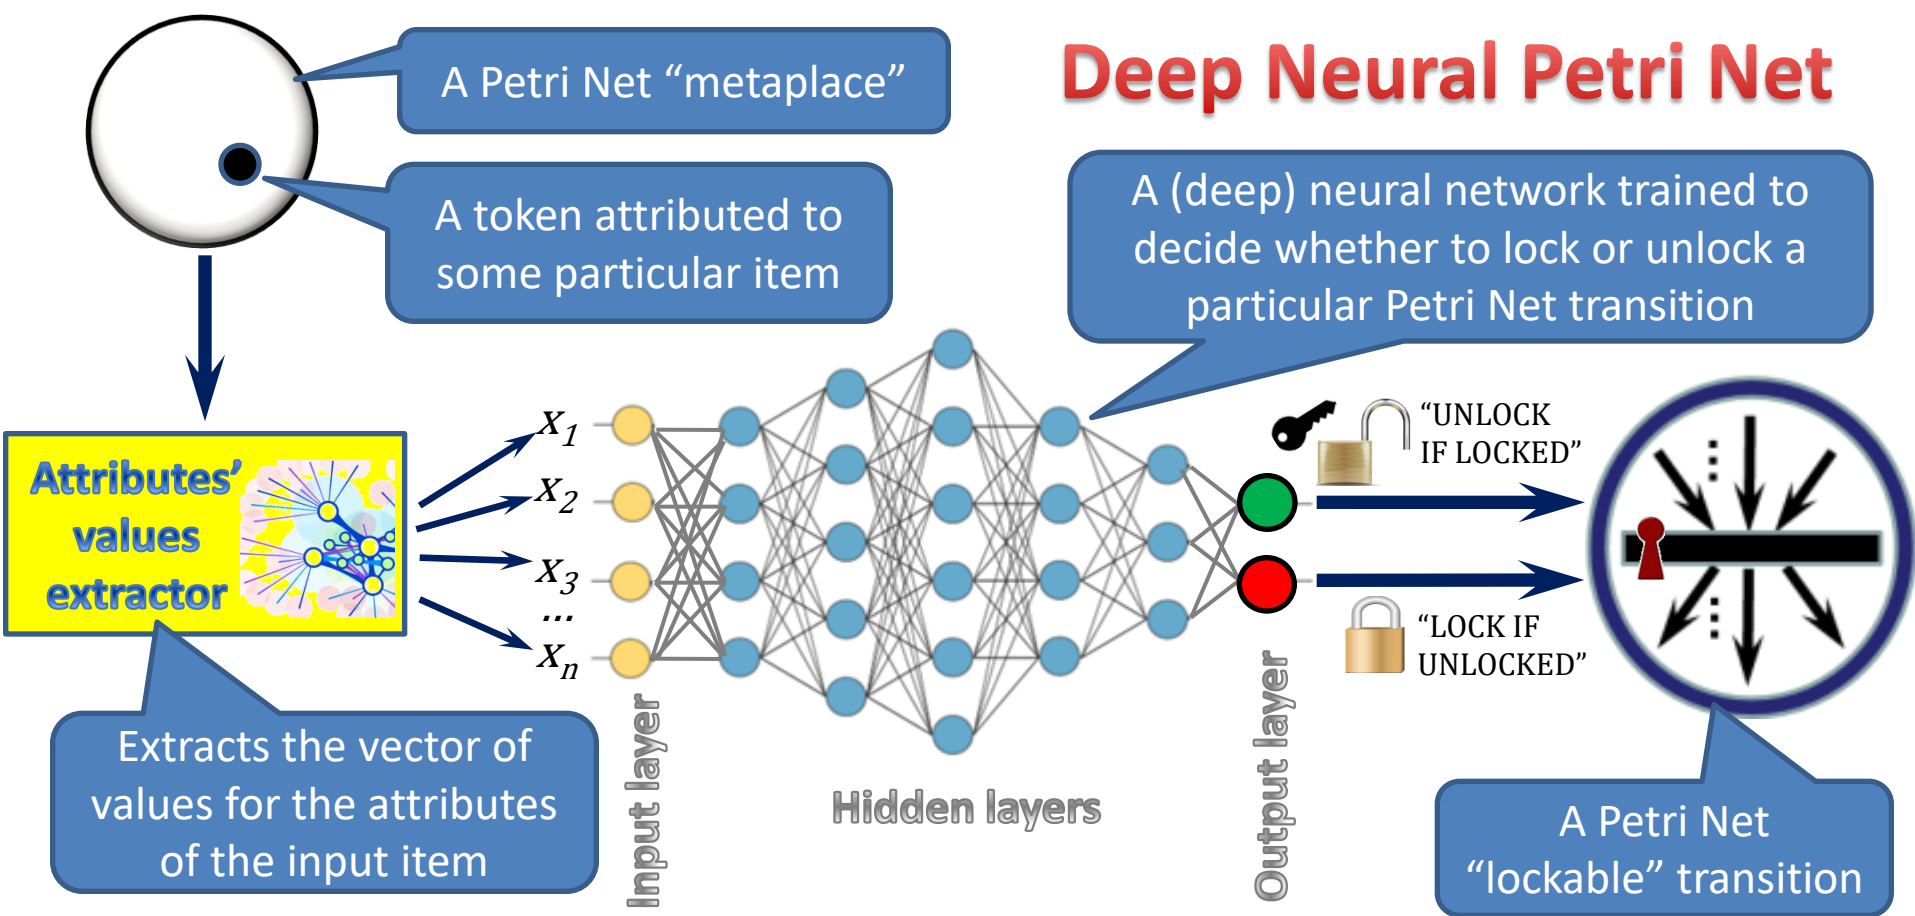 Deep Neural Petri Net
A Petri Net “metaplace”
A token attributed to
some particular item
A (deep) neural network trained to
decide whether to lock or unlock a
particular Petri Net transition
Attributes’
values
extractor
x1
x2
x3
...
xn
“UNLOCK
IF LOCKED”
“LOCK IF
UNLOCKED”
Input layer
Hidden layers
Output layer
Extracts the vector of
values for the attributes
of the input item
A Petri Net
“lockable” transition